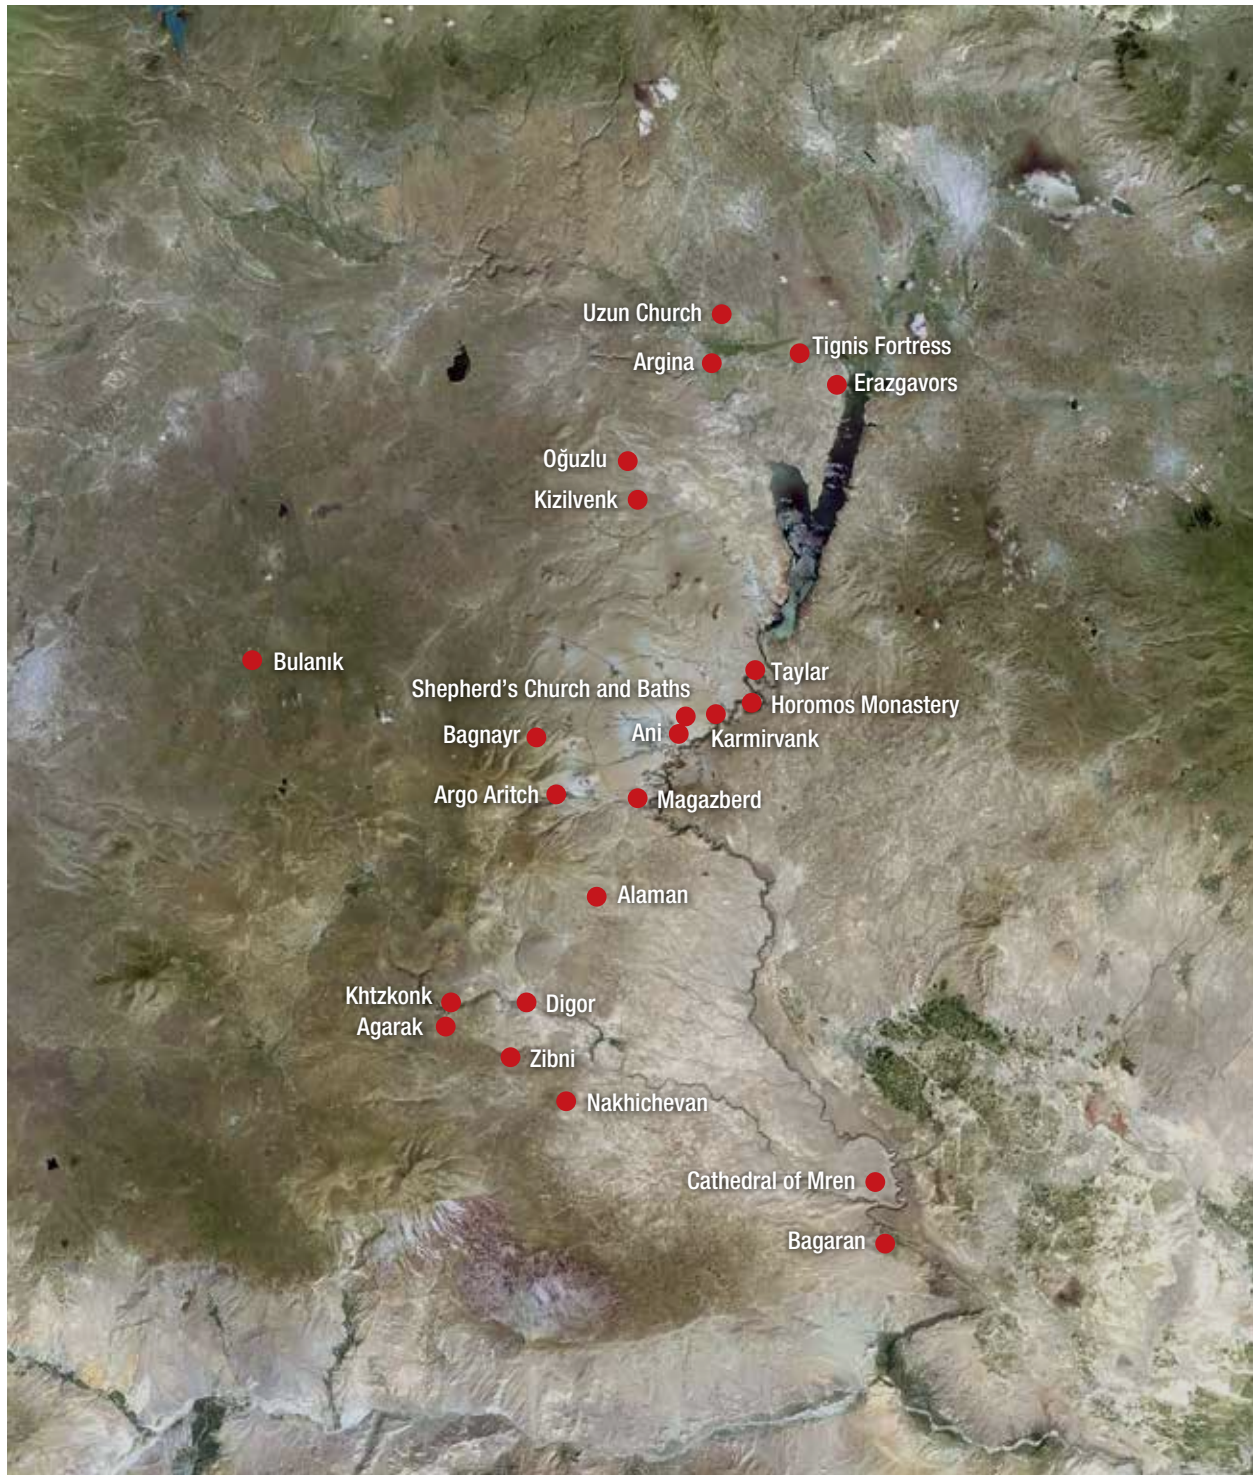 Uzun Church
Tignis Fortress
Argina
Erazgavors
Oğuzlu
Kizilvenk
Bulanık
Taylar
Shepherd's Church and Baths
Horomos Monastery
Ani
Karmirvank
Bagnayr
Argo Aritch
Magazberd
Alaman
Khtzkonk
Digor
Agarak
Zibni
Nakhichevan
Cathedral of Mren
Bagaran